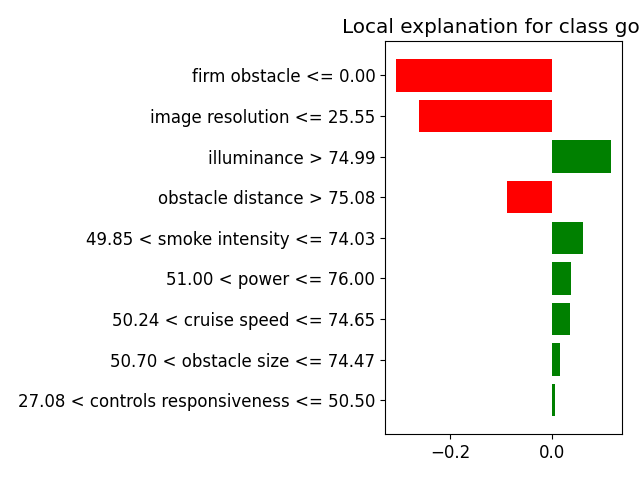 Local explanation for class go
firm obstacle <= 0.00
image resolution <= 25.55
illuminance > 74.99
obstacle distance > 75.08
49.85 < smoke intensity <= 74.03
51.00 < power <= 76.00
50.24 < cruise speed <= 74.65
50.70 < obstacle size <= 74.47
27.08 < controls responsiveness <= 50.50
−0.2 0.0